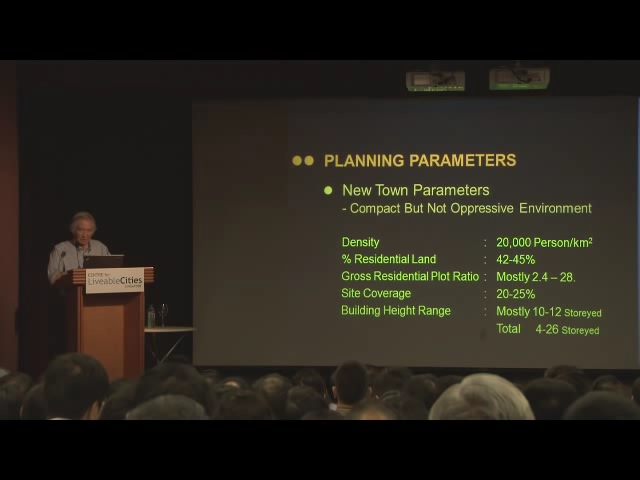 PLANNING PARAMETERS
New Town Parameters
- Compact But Not Oppressive Environment
Density : 20,000 Person/km²
% Residential Land : 42-45%
Gross Residential Plot Ratio : Mostly 2.4 – 28.
Site Coverage : 20-25%
Building Height Range : Mostly 10-12 Storeyed
Total 4-26 Storeyed
CENTRE for
LiveableCities